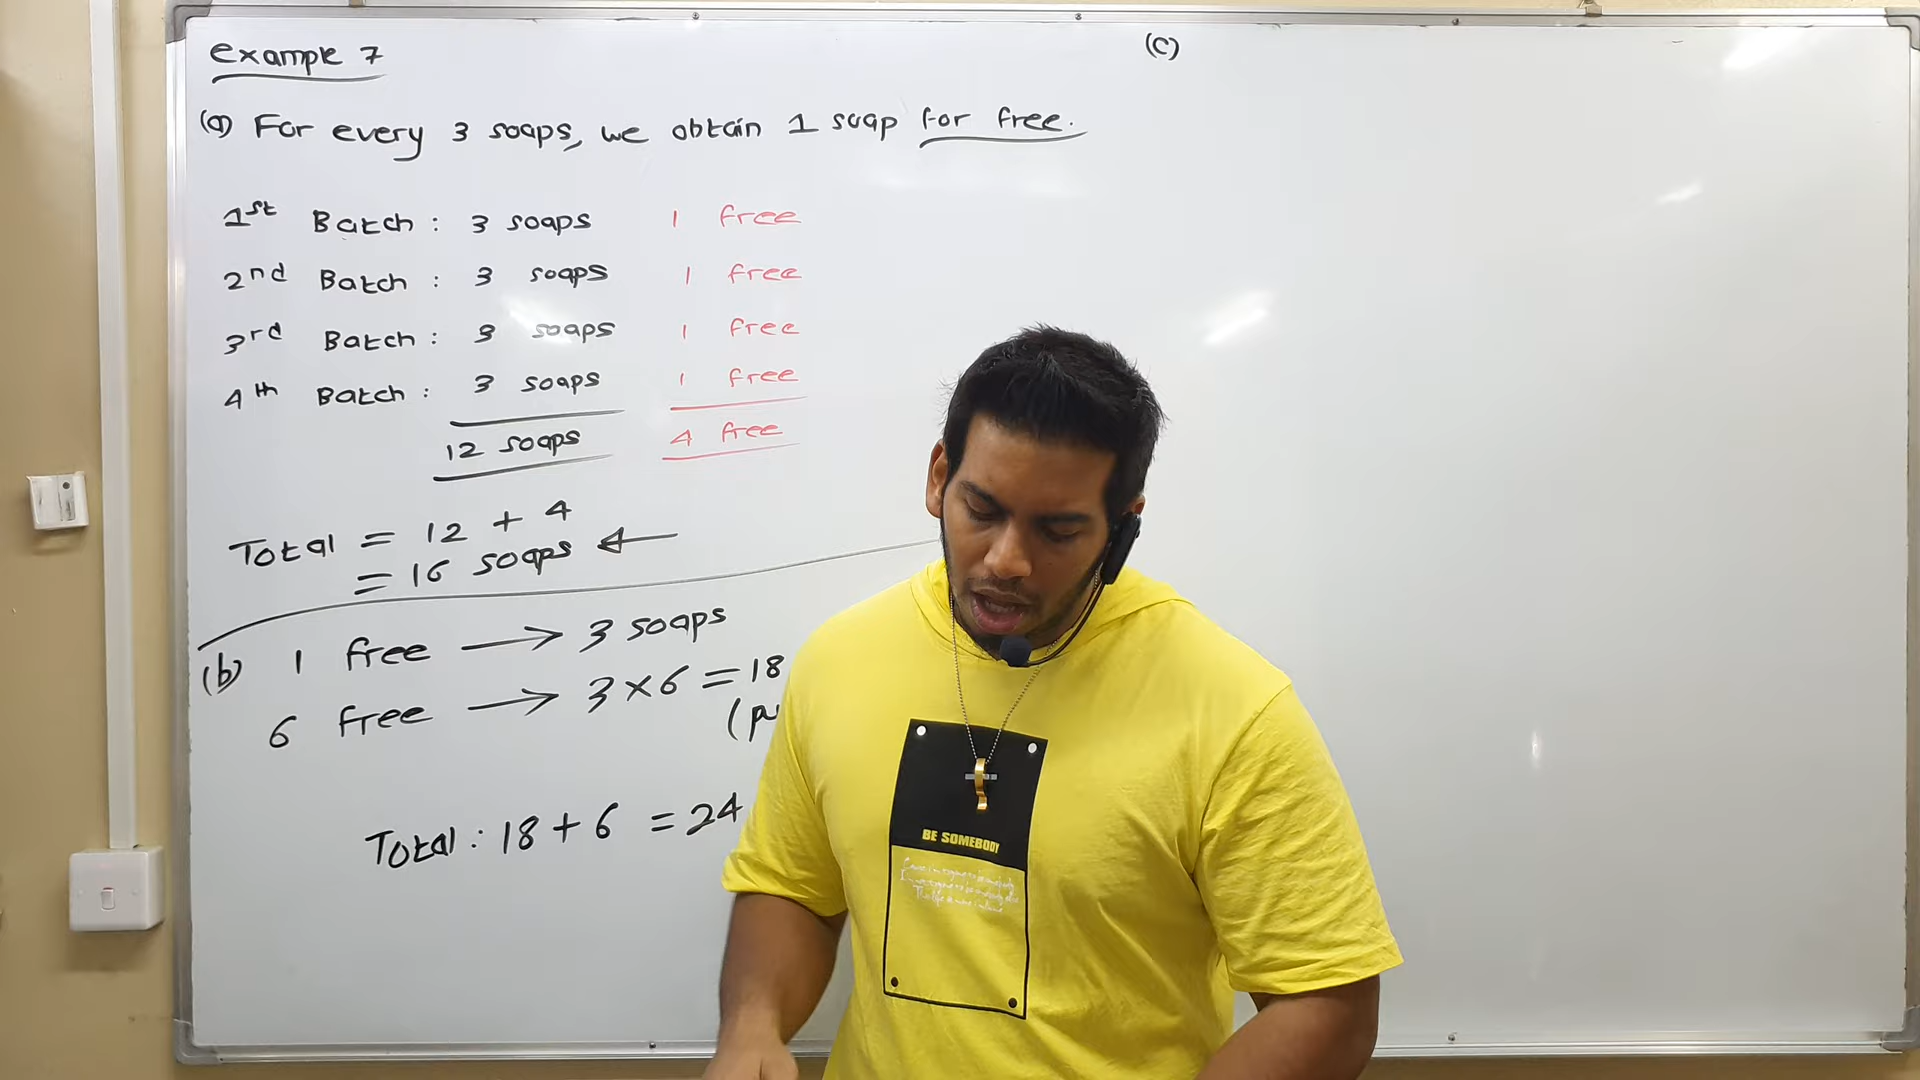 example 7
(a) For every 3 soaps, we obtain 1 soap for free.
1st Batch : 3 soaps 1 free
2nd Batch : 3 soaps 1 free
3rd Batch : 3 soaps 1 free
4th Batch : 3 soaps 1 free
12 soaps 4 free
Total = 12 + 4
= 16 soaps ←
(b) 1 free → 3 soaps
6 free → 3 × 6 = 18
(pu
Total : 18 + 6 = 24
(c)
BE SOMEBODY